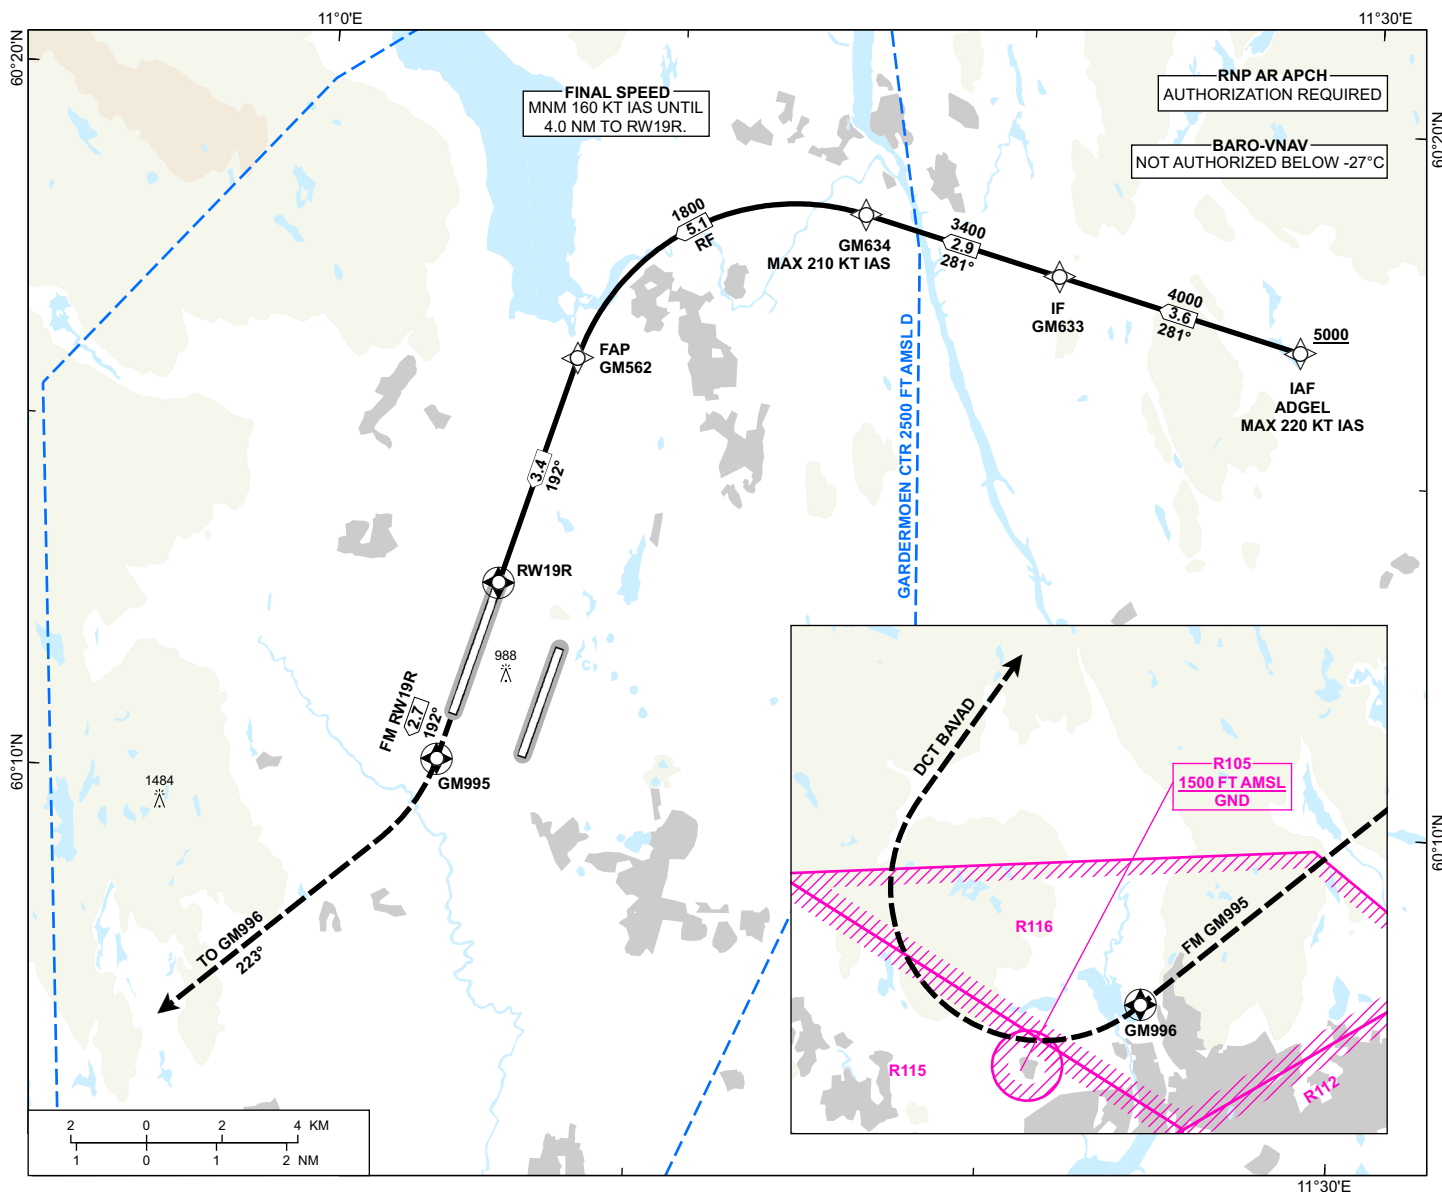 11°0'E
11°30'E
60°20'N
60°20'N
FINAL SPEED
MNM 160 KT IAS UNTIL
4.0 NM TO RW19R.
RNP AR APCH
AUTHORIZATION REQUIRED
BARO-VNAV
NOT AUTHORIZED BELOW -27°C
1800
5.1
RF
GM634
MAX 210 KT IAS
3400
2.9
281°
IF
GM633
4000
3.6
281°
5000
IAF
ADGEL
MAX 220 KT IAS
FAP
GM562
GARDERMOEN CTR 2500 FT AMSL D
3.4
192°
RW19R
988
FM RW19R
2.7
192°
GM995
60°10'N
1484
TO GM996
223°
DCT BAVAD
R105
1500 FT AMSL
GND
60°10'N
R116
FM GM995
GM996
R115
R112
2 0 2 4 KM
1 0 1 2 NM
11°30'E